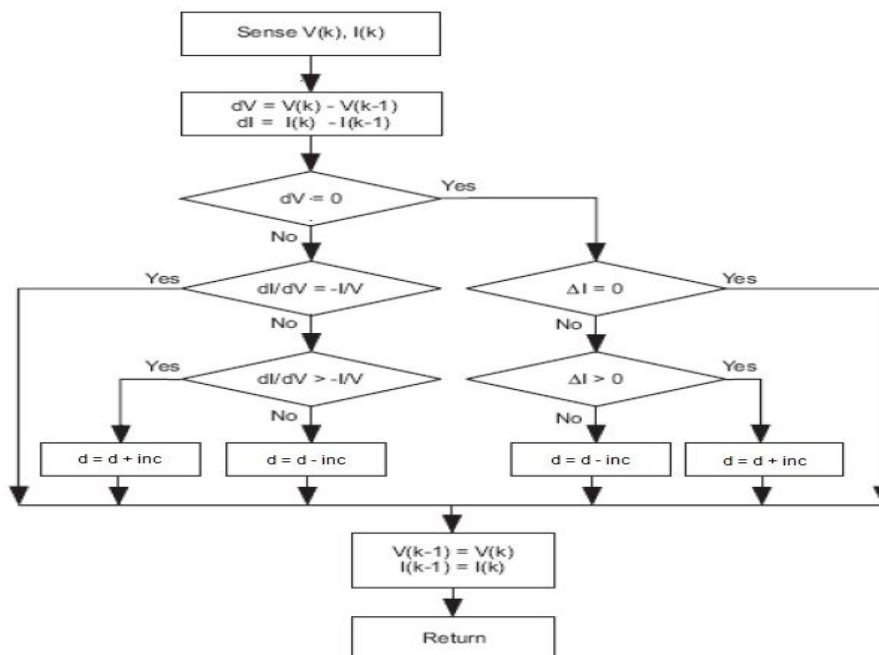 Sense V(k), I(k)
dV = V(k) - V(k-1)
dI = I(k) - I(k-1)
dV = 0
Yes
No
Yes
dI/dV = -I/V
ΔI = 0
Yes
No
No
Yes
dI/dV > -I/V
ΔI > 0
Yes
No
No
d = d + inc
d = d - inc
d = d - inc
d = d + inc
V(k-1) = V(k)
I(k-1) = I(k)
Return